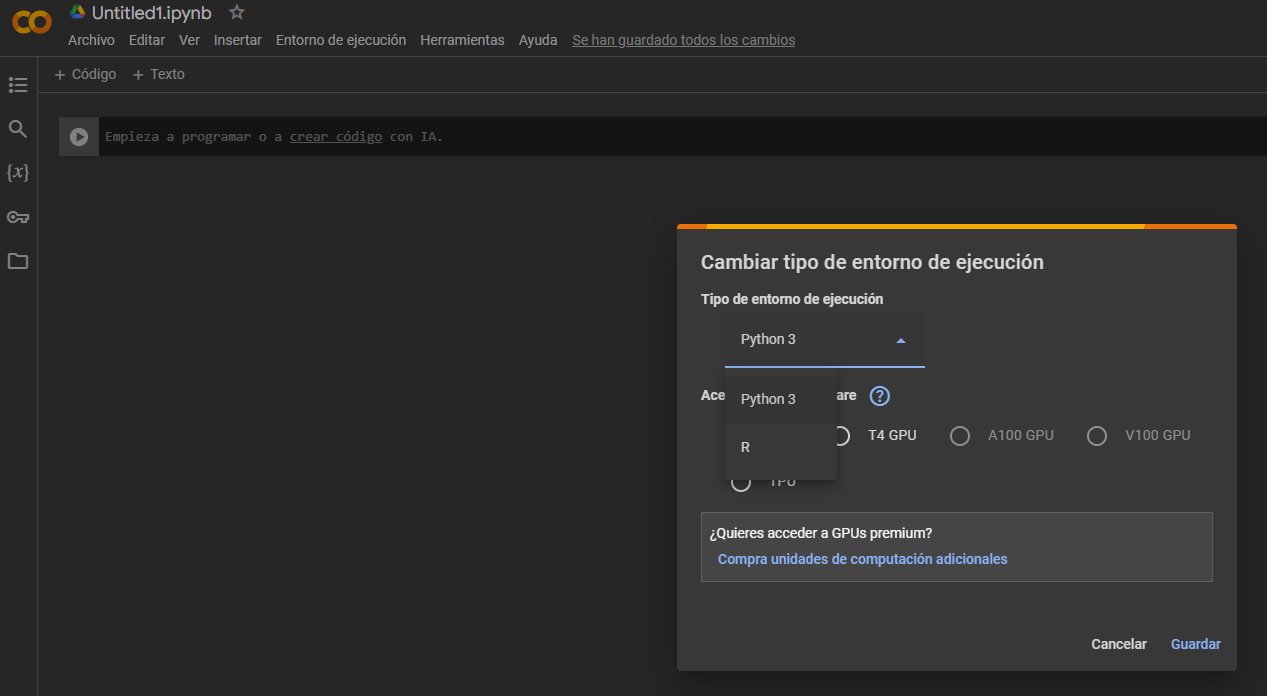 Untitled1.ipynb
Archivo Editar Ver Insertar Entorno de ejecución Herramientas Ayuda Se han guardado todos los cambios
+ Código + Texto
Empieza a programar o a crear código con IA.
{x}
Cambiar tipo de entorno de ejecución
Tipo de entorno de ejecución
Python 3
Python 3
R
Ace are ?
T4 GPU A100 GPU V100 GPU
TPU
¿Quieres acceder a GPUs premium?
Compra unidades de computación adicionales
Cancelar Guardar